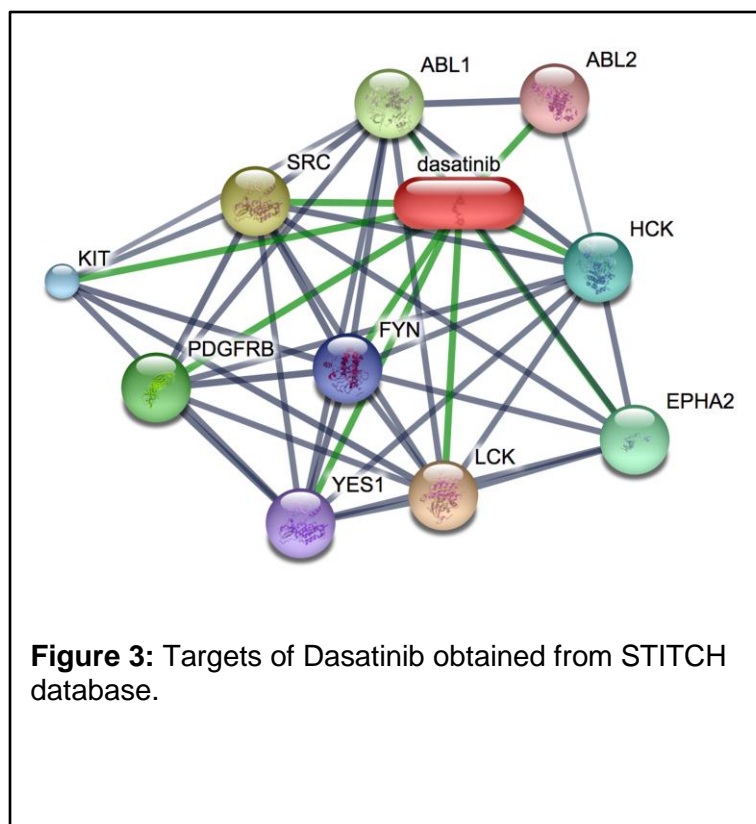 ABL1
ABL2
SRC
dasatinib
HCK
KIT
FYN
PDGFRB
EPHA2
LCK
YES1
Figure 3: Targets of Dasatinib obtained from STITCH
database.